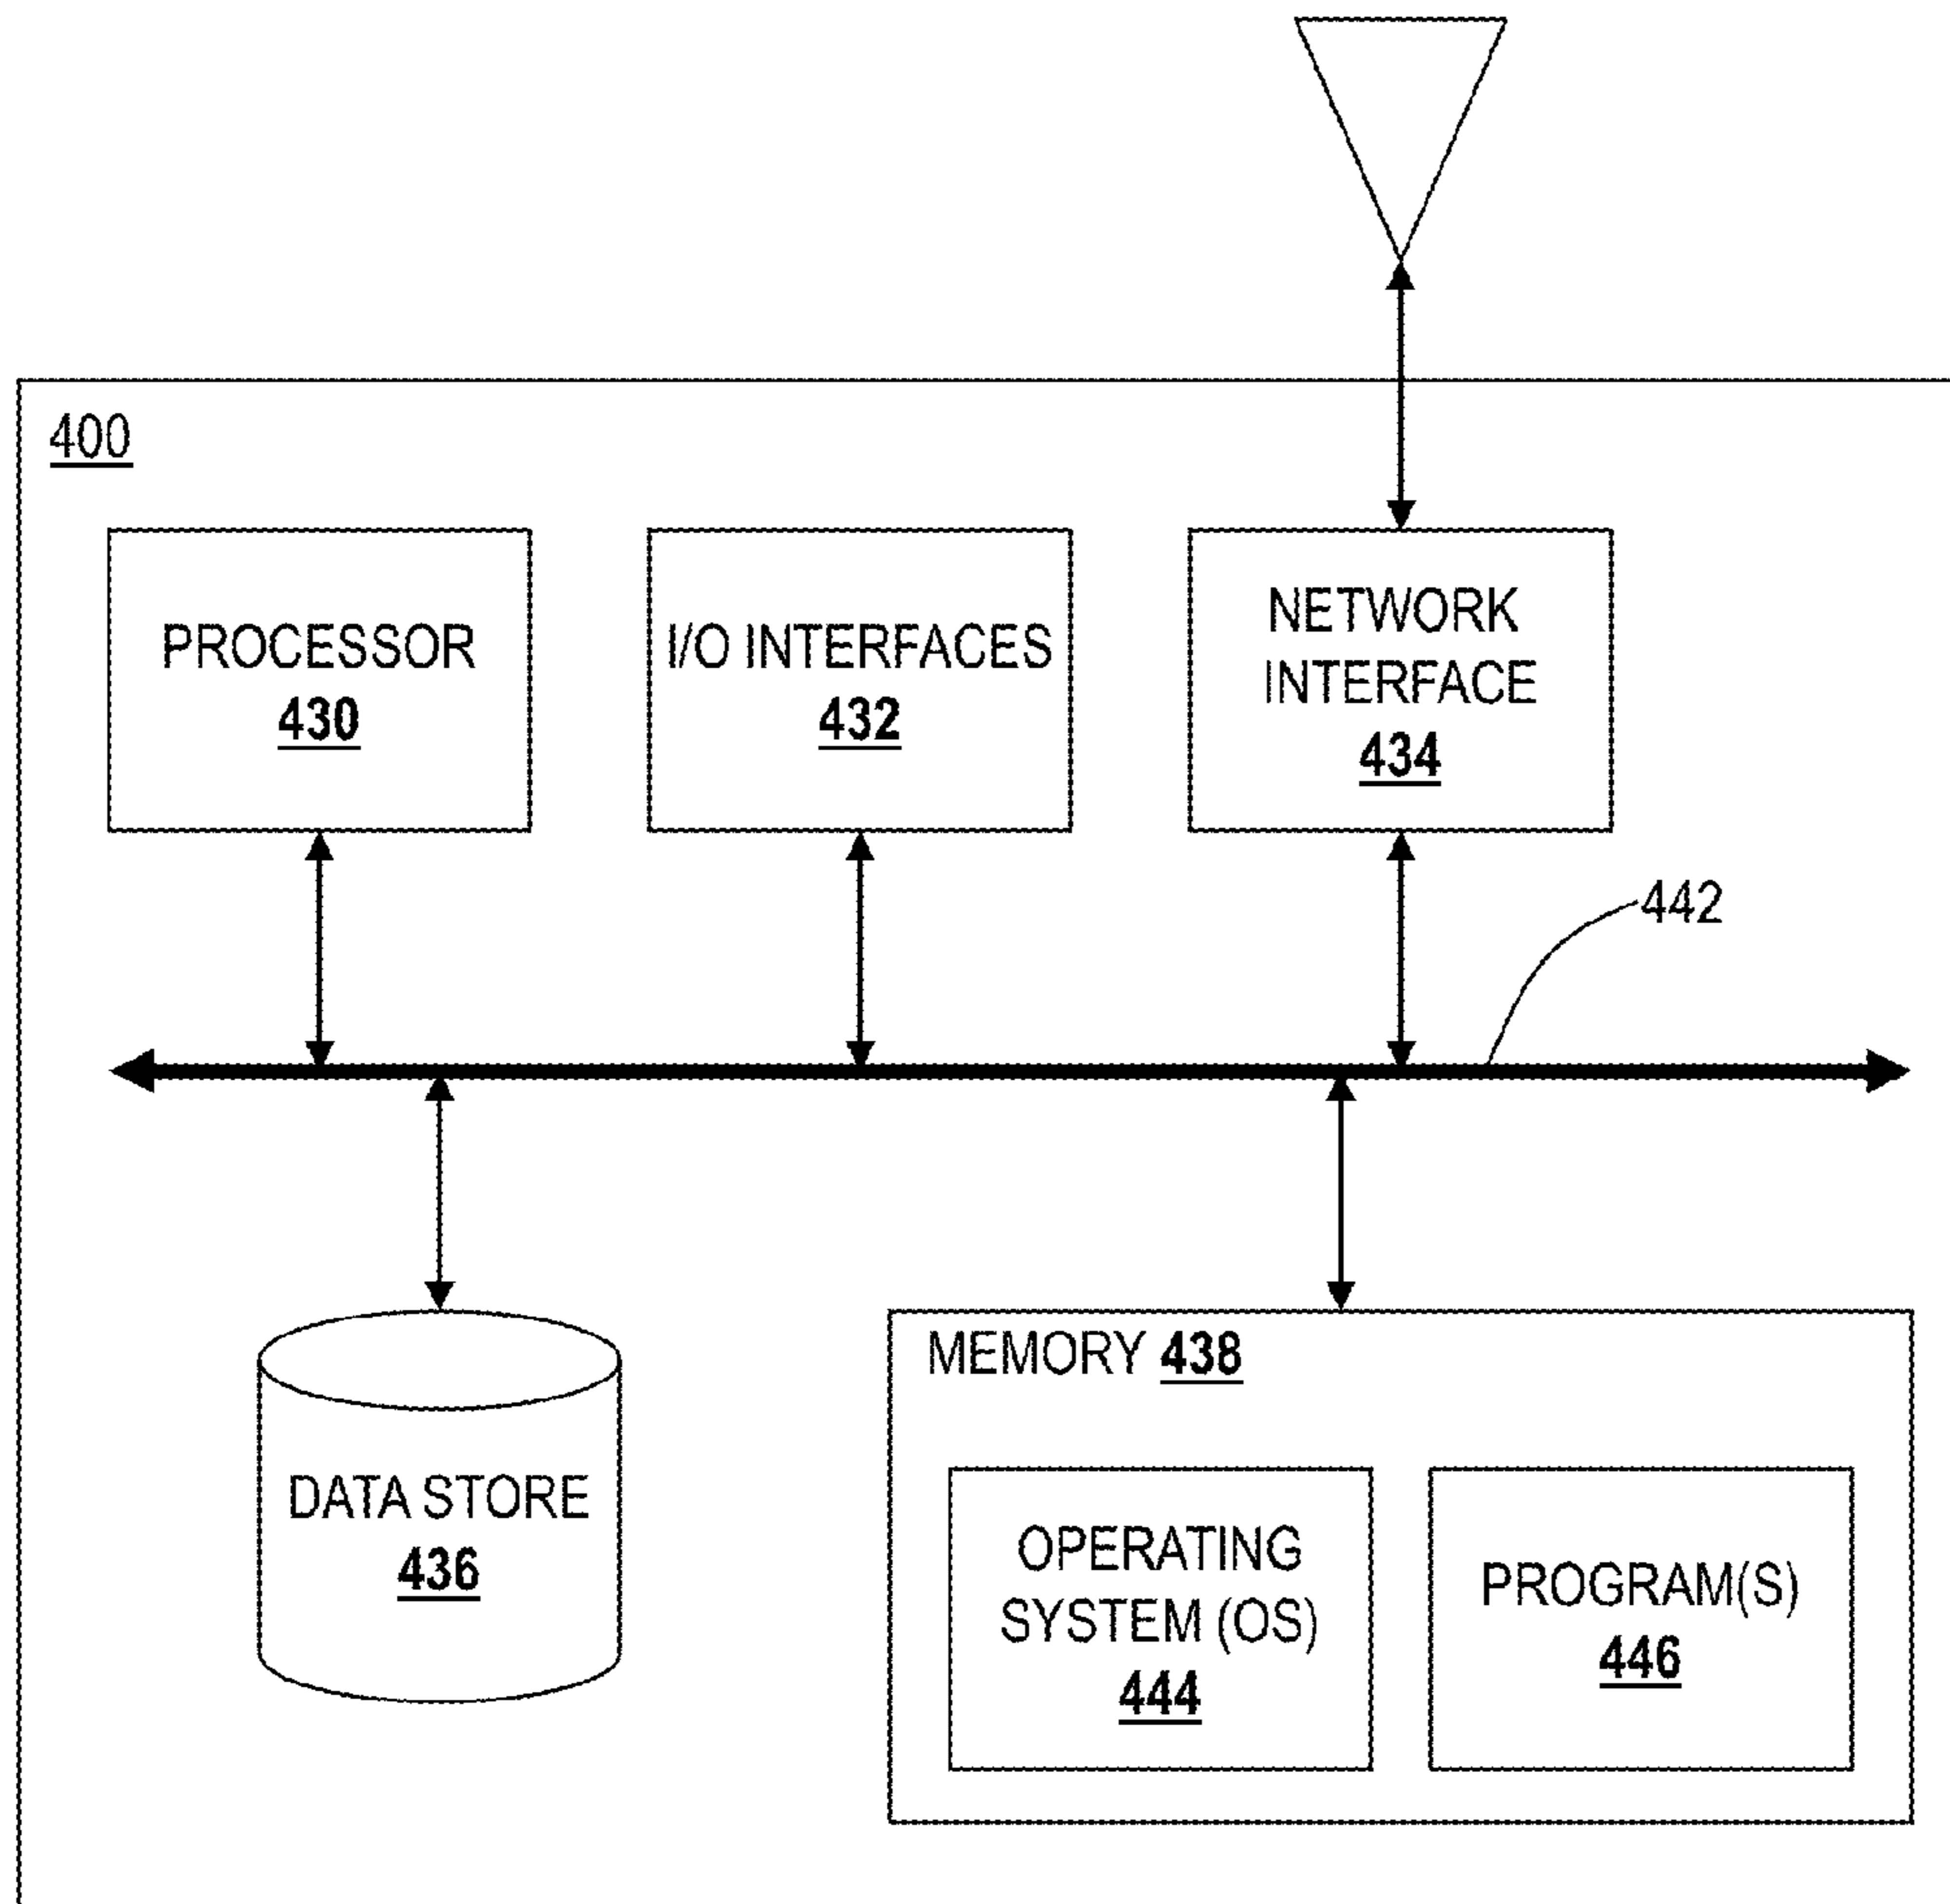 400
PROCESSOR
430
I/O INTERFACES
432
NETWORK
INTERFACE
434
442
DATA STORE
436
MEMORY 438
OPERATING
SYSTEM (OS)
444
PROGRAM(S)
446